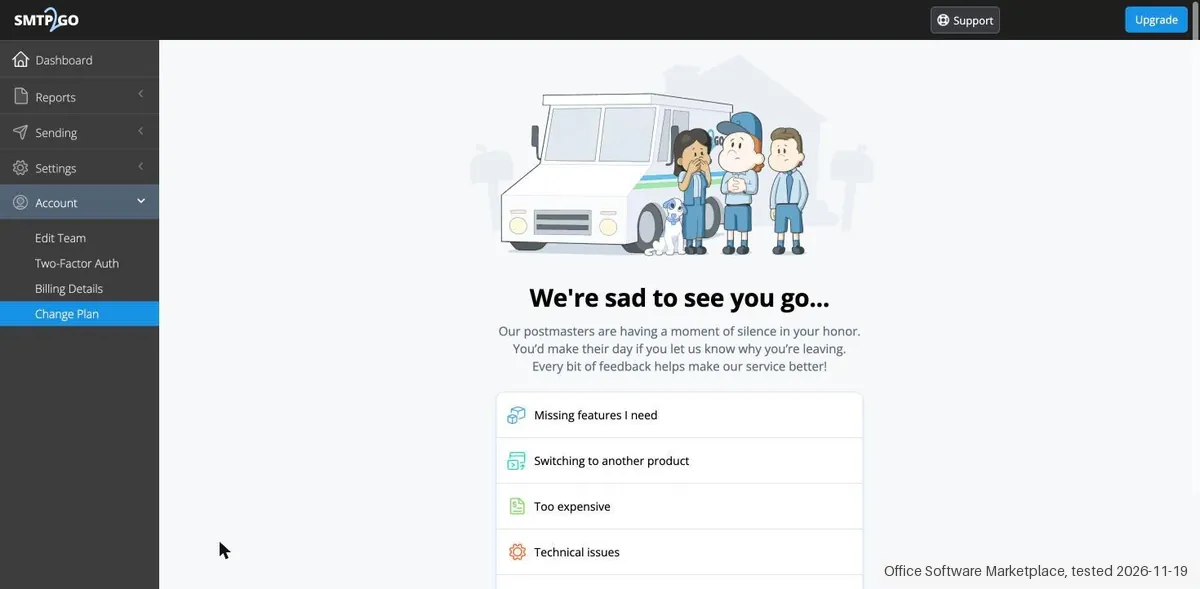 SMTP2GO
Support
Upgrade
Dashboard
Reports
Sending
Settings
Account
Edit Team
Two-Factor Auth
Billing Details
Change Plan
GO
We're sad to see you go...
Our postmasters are having a moment of silence in your honor.
You'd make their day if you let us know why you're leaving.
Every bit of feedback helps make our service better!
Missing features I need
Switching to another product
Too expensive
Technical issues
Office Software Marketplace, tested 2026-11-19